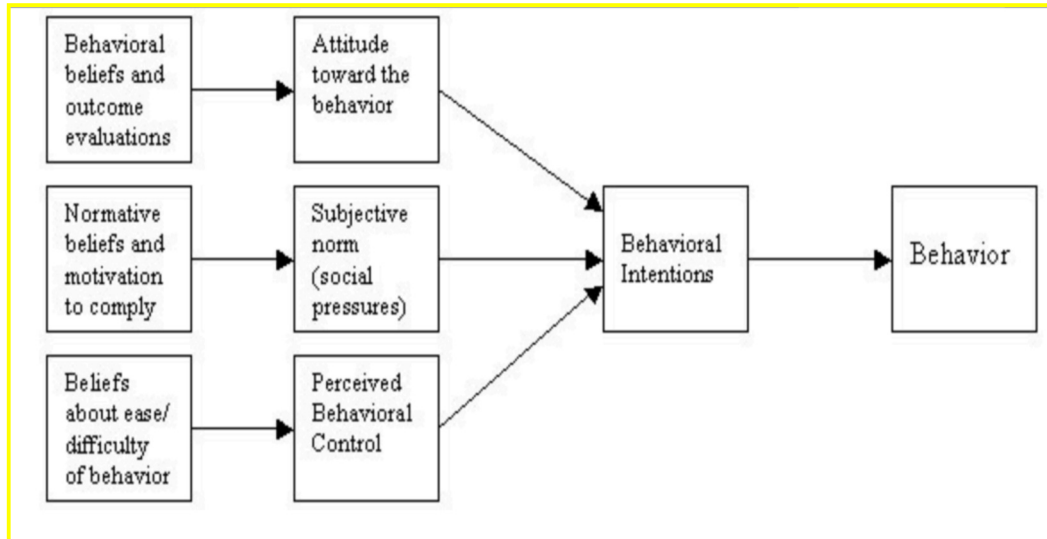 Behavioral
beliefs and
outcome
evaluations
Attitude
toward the
behavior
Normative
beliefs and
motivation
to comply
Subjective
norm
(social
pressures)
Behavioral
Intentions
Behavior
Beliefs
about ease/
difficulty
of behavior
Perceived
Behavioral
Control